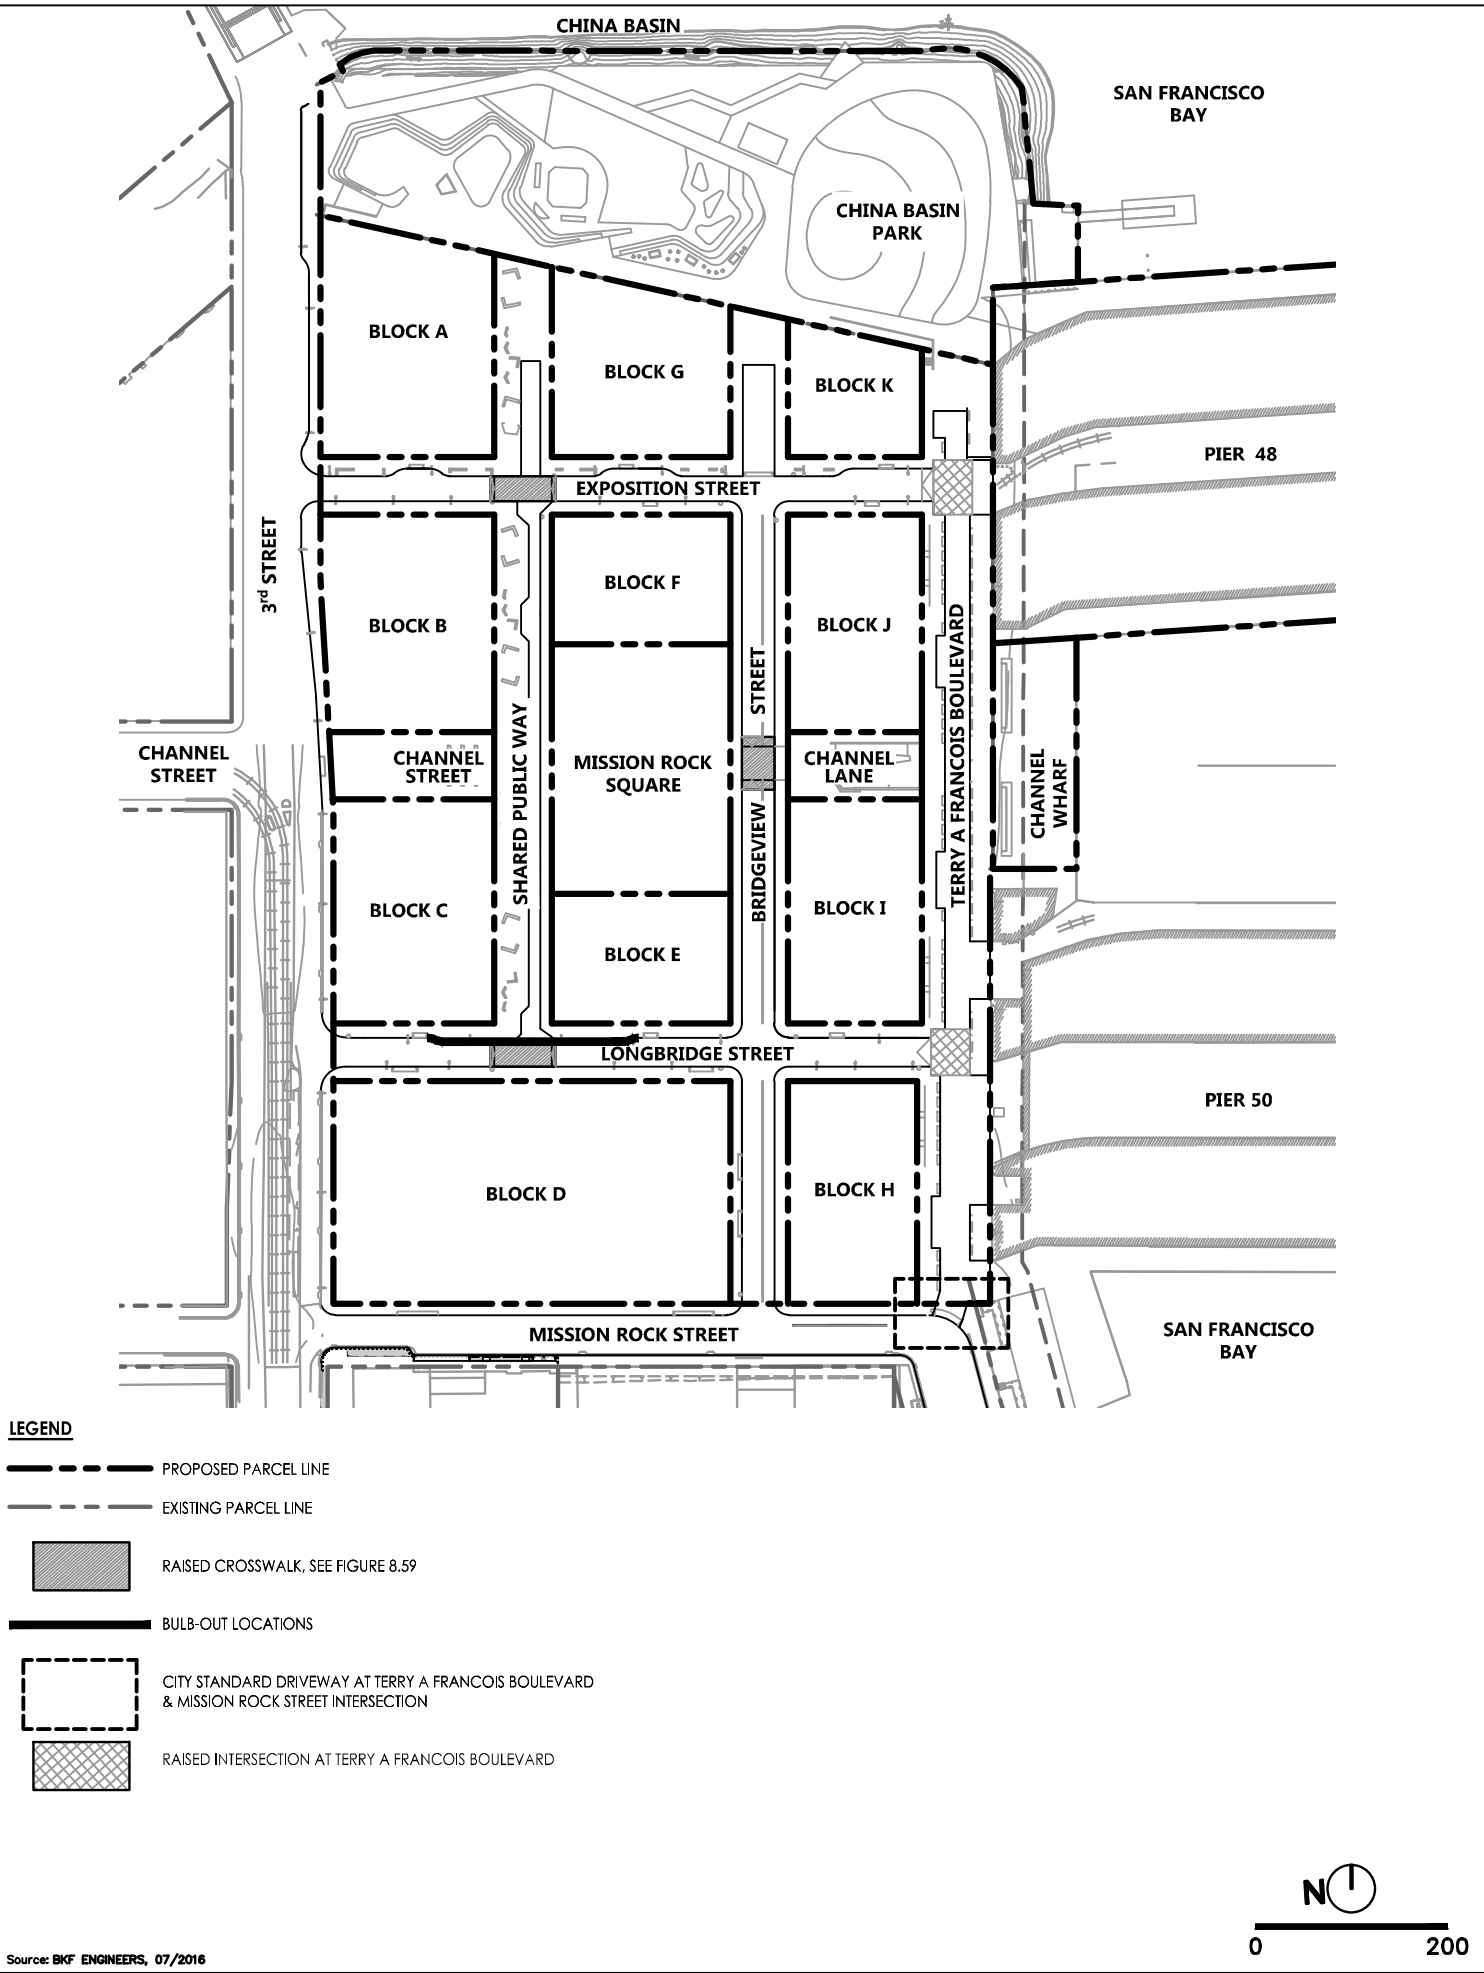 CHINA BASIN
SAN FRANCISCO
BAY
CHINA BASIN
PARK
BLOCK A
BLOCK G
BLOCK K
PIER 48
EXPOSITION STREET
3rd STREET
BLOCK B
BLOCK F
BLOCK J
CHANNEL
STREET
CHANNEL
STREET
SHARED PUBLIC WAY
MISSION ROCK
SQUARE
BRIDGEVIEW STREET
CHANNEL
LANE
TERRY A FRANCOIS BOULEVARD
CHANNEL
WHARF
BLOCK C
BLOCK E
BLOCK I
LONGBRIDGE STREET
PIER 50
BLOCK D
BLOCK H
MISSION ROCK STREET
SAN FRANCISCO
BAY
LEGEND
PROPOSED PARCEL LINE
EXISTING PARCEL LINE
RAISED CROSSWALK, SEE FIGURE 8.59
BULB-OUT LOCATIONS
CITY STANDARD DRIVEWAY AT TERRY A FRANCOIS BOULEVARD
& MISSION ROCK STREET INTERSECTION
RAISED INTERSECTION AT TERRY A FRANCOIS BOULEVARD
N
0 200
Source: BKF ENGINEERS, 07/2016